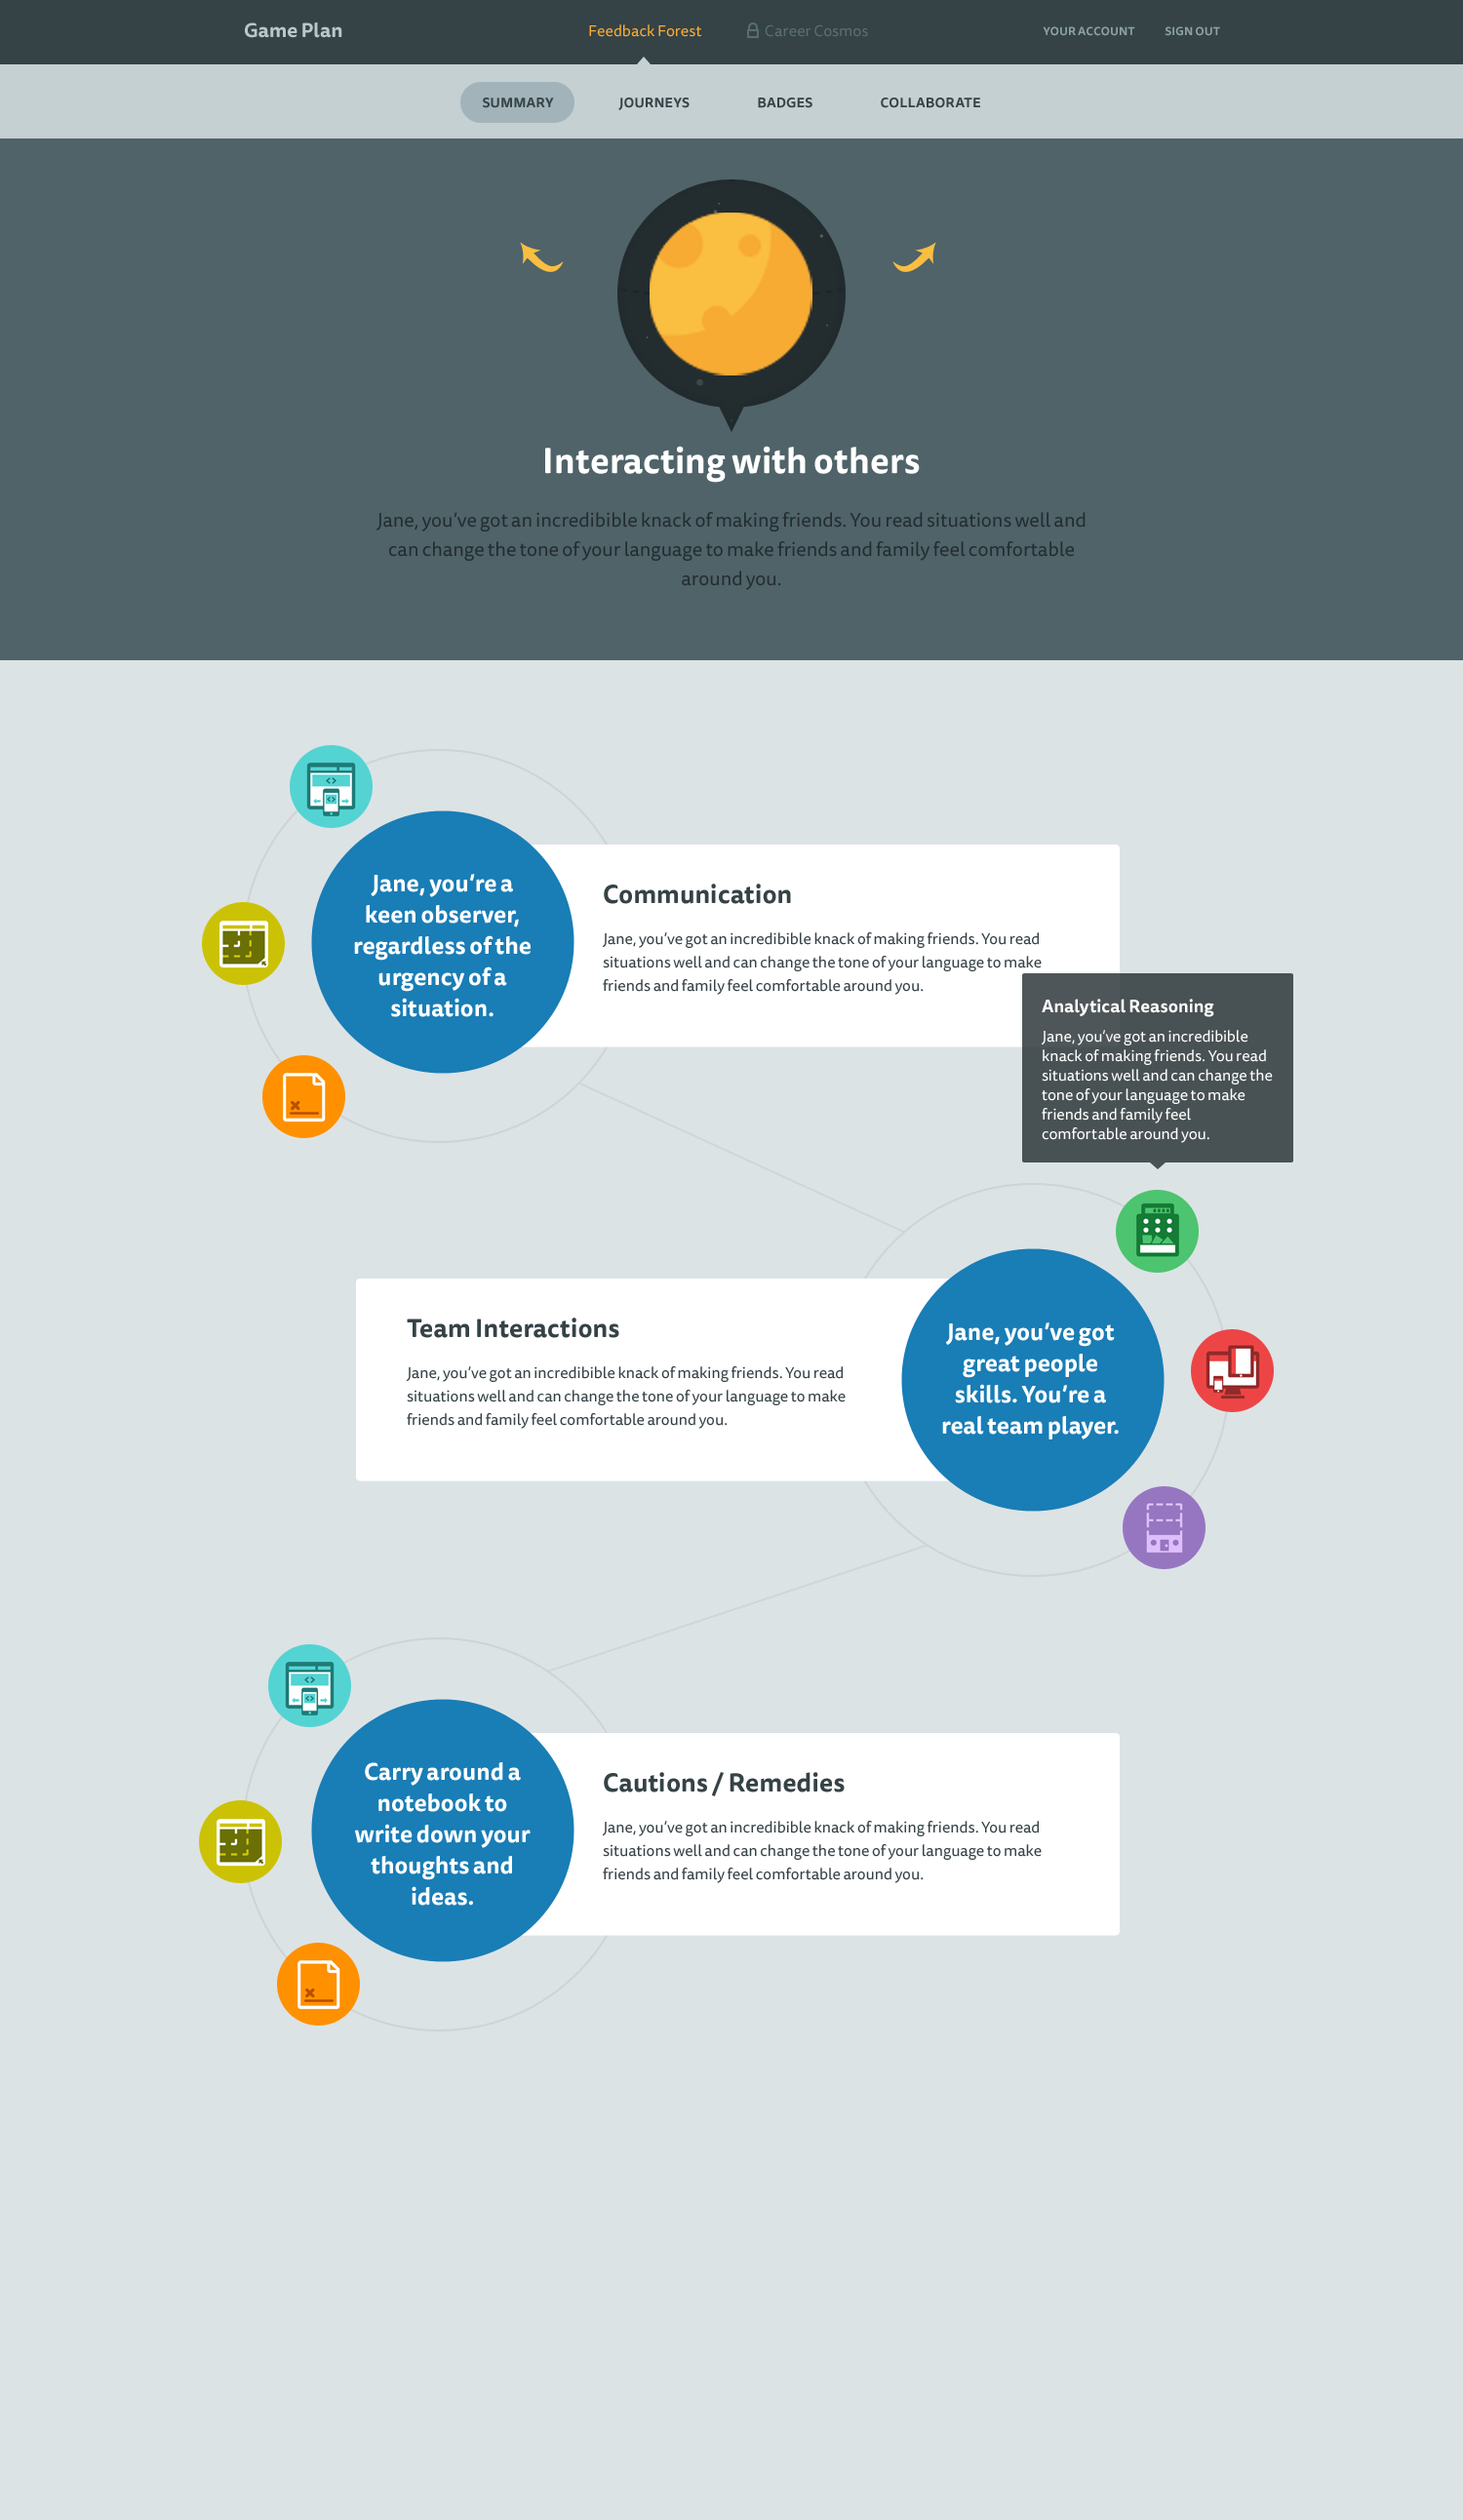 Game Plan
Feedback Forest
Career Cosmos
YOUR ACCOUNT
SIGN OUT
SUMMARY
JOURNEYS
BADGES
COLLABORATE
Interacting with others
Jane, you've got an incredibible knack of making friends. You read situations well and
can change the tone of your language to make friends and family feel comfortable
around you.
Jane, you're a
keen observer,
regardless of the
urgency of a
situation.
Communication
Jane, you've got an incredibible knack of making friends. You read
situations well and can change the tone of your language to make
friends and family feel comfortable around you.
Analytical Reasoning
Jane, you've got an incredibible
knack of making friends. You read
situations well and can change the
tone of your language to make
friends and family feel
comfortable around you.
Team Interactions
Jane, you've got an incredibible knack of making friends. You read
situations well and can change the tone of your language to make
friends and family feel comfortable around you.
Jane, you've got
great people
skills. You're a
real team player.
Carry around a
notebook to
write down your
thoughts and
ideas.
Cautions / Remedies
Jane, you've got an incredibible knack of making friends. You read
situations well and can change the tone of your language to make
friends and family feel comfortable around you.